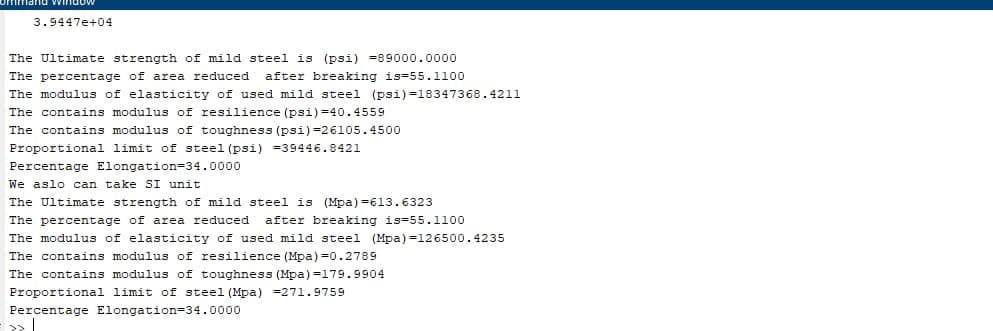 Command Window
3.9447e+04
The Ultimate strength of mild steel is (psi) =89000.0000
The percentage of area reduced  after breaking is=55.1100
The modulus of elasticity of used mild steel (psi)=18347368.4211
The contains modulus of resilience(psi)=40.4559
The contains modulus of toughness(psi)=26105.4500
Proportional limit of steel(psi) =39446.8421
Percentage Elongation=34.0000
We aslo can take SI unit
The Ultimate strength of mild steel is (Mpa)=613.6323
The percentage of area reduced  after breaking is=55.1100
The modulus of elasticity of used mild steel (Mpa)=126500.4235
The contains modulus of resilience(Mpa)=0.2789
The contains modulus of toughness(Mpa)=179.9904
Proportional limit of steel(Mpa) =271.9759
Percentage Elongation=34.0000
>>